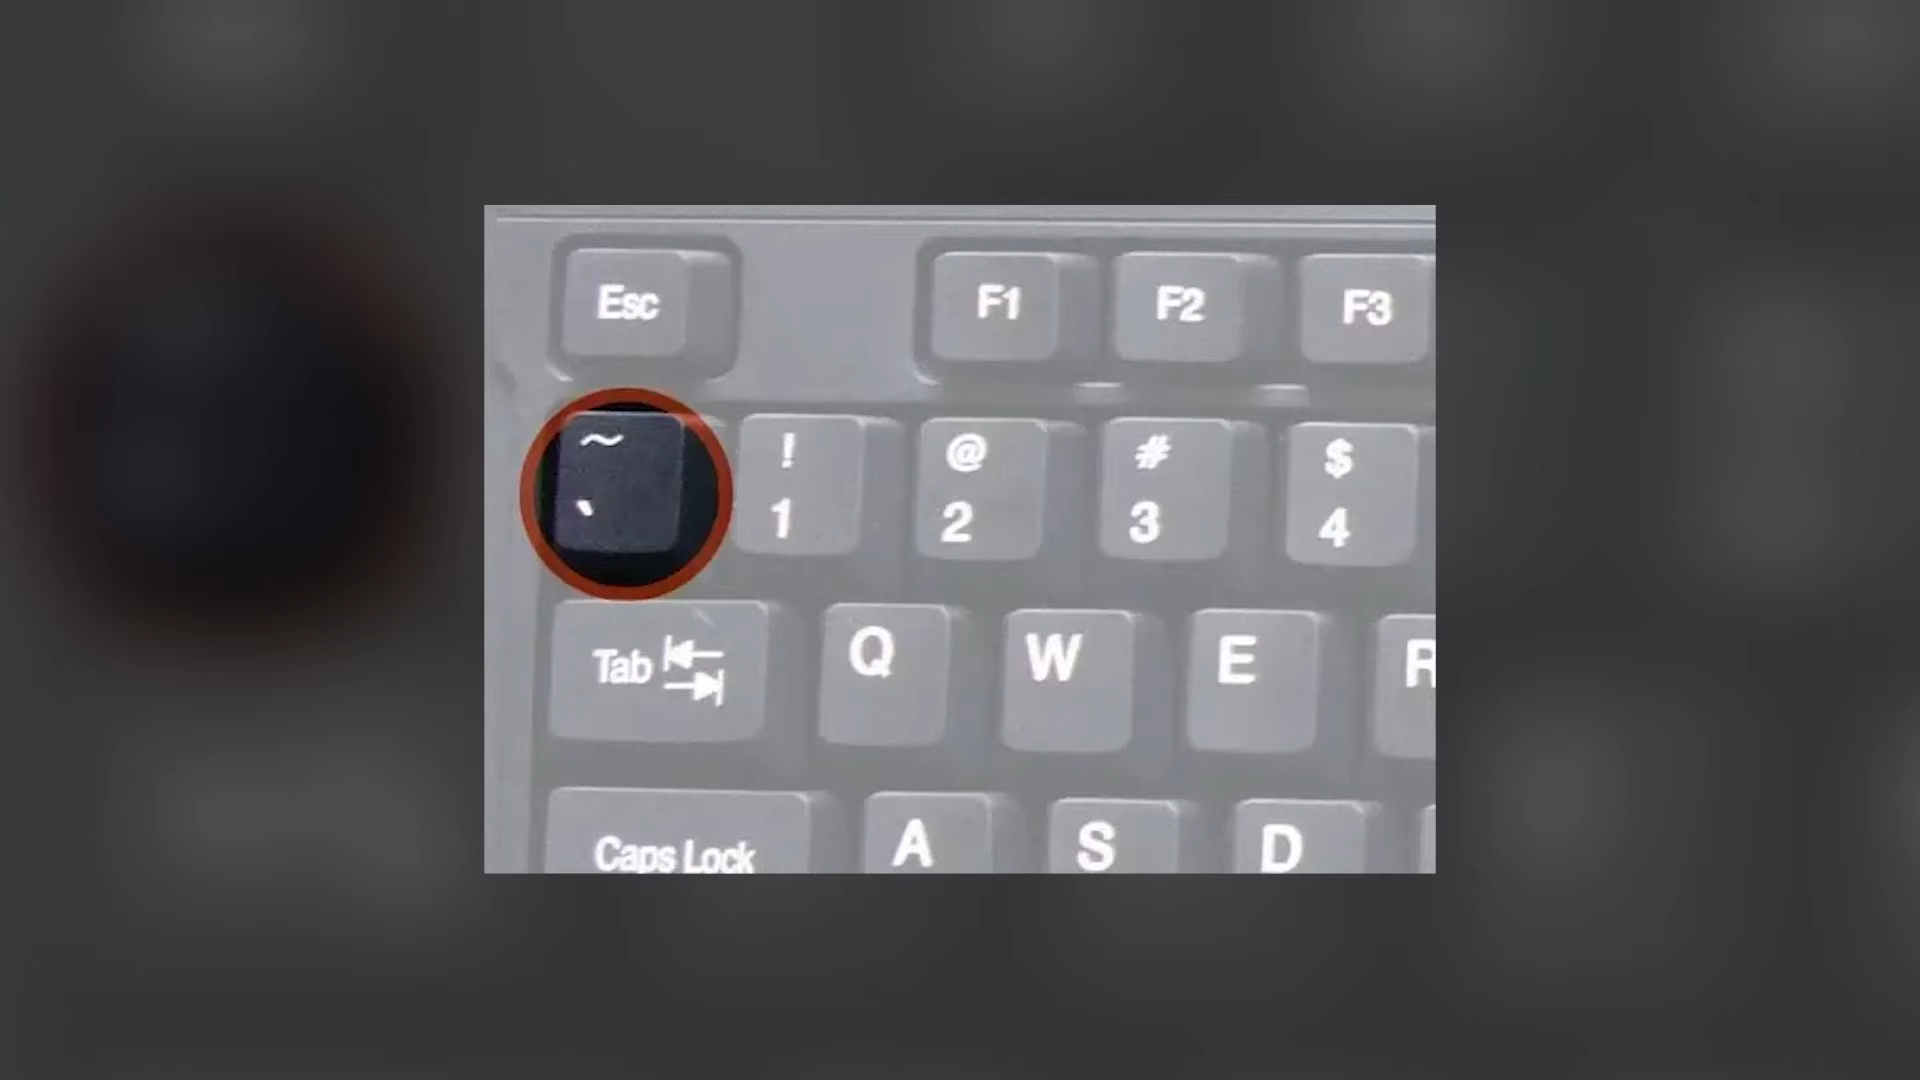 Esc F1 F2 F3
~ ! @ # $
` 1 2 3 4
Tab Q W E R
Caps Lock A S D